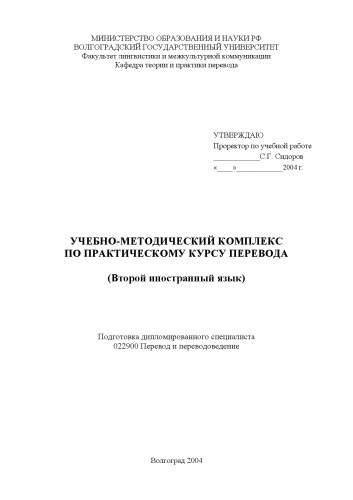 МИНИСТЕРСТВО ОБРАЗОВАНИЯ И НАУКИ РФ
ВОЛГОГРАДСКИЙ ГОСУДАРСТВЕННЫЙ УНИВЕРСИТЕТ
Факультет лингвистики и межкультурной коммуникации
Кафедра теории и практики перевода
УТВЕРЖДАЮ
Проректор по учебной работе
____________С.Г. Сидоров
«____»____________2004 г.
УЧЕБНО-МЕТОДИЧЕСКИЙ КОМПЛЕКС
ПО ПРАКТИЧЕСКОМУ КУРСУ ПЕРЕВОДА
(Второй иностранный язык)
Подготовка дипломированного специалиста
022900 Перевод и переводоведение
Волгоград 2004